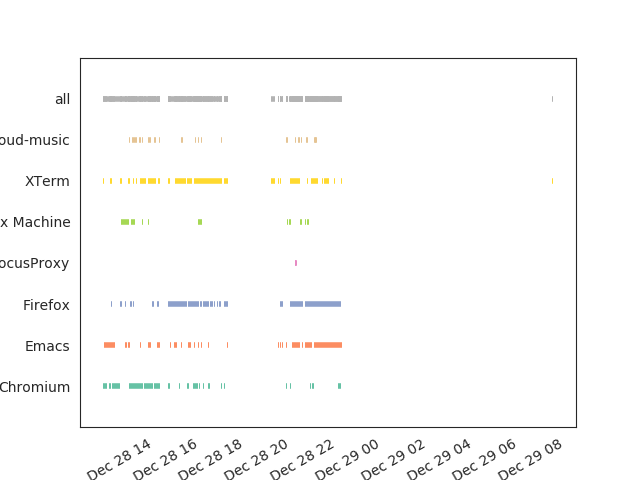 all
oud-music
XTerm
x Machine
ocusProxy
Firefox
Emacs
Chromium
Dec 28 14
Dec 28 16
Dec 28 18
Dec 28 20
Dec 28 22
Dec 29 00
Dec 29 02
Dec 29 04
Dec 29 06
Dec 29 08